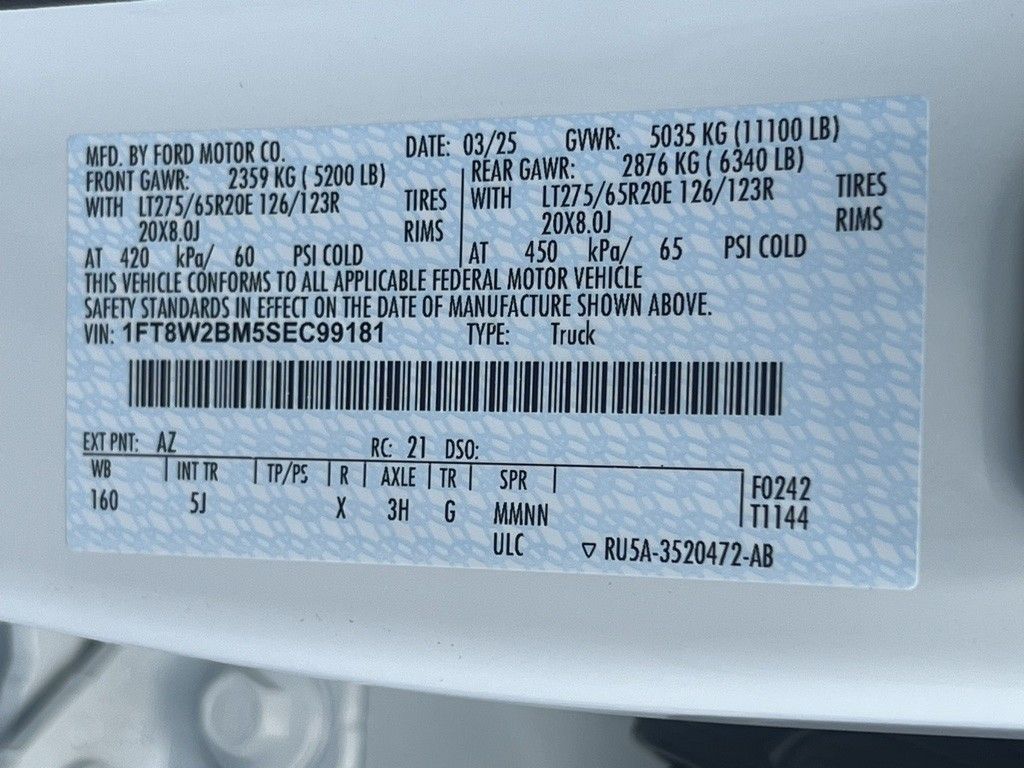 MFD. BY FORD MOTOR CO. DATE: 03/25 GVWR: 5035 KG (11100 LB)
FRONT GAWR: 2359 KG ( 5200 LB) REAR GAWR: 2876 KG ( 6340 LB)
WITH LT275/65R20E 126/123R TIRES WITH LT275/65R20E 126/123R TIRES
20X8.0J RIMS 20X8.0J RIMS
AT 420 kPa/ 60 PSI COLD AT 450 kPa/ 65 PSI COLD
THIS VEHICLE CONFORMS TO ALL APPLICABLE FEDERAL MOTOR VEHICLE
SAFETY STANDARDS IN EFFECT ON THE DATE OF MANUFACTURE SHOWN ABOVE.
VIN: 1FT8W2BM5SEC99181 TYPE: Truck
EXT PNT: AZ RC: 21 DSO:
WB INT TR TP/PS R AXLE TR SPR F0242
160 5J X 3H G MMNN T1144
ULC ▽ RU5A-3520472-AB